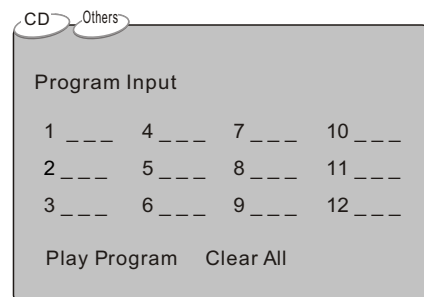 CD Others
Program Input
1 _ _ _ 4 _ _ _ 7 _ _ _ 10 _ _ _
2 _ _ _ 5 _ _ _ 8 _ _ _ 11 _ _ _
3 _ _ _ 6 _ _ _ 9 _ _ _ 12 _ _ _
Play Program Clear All